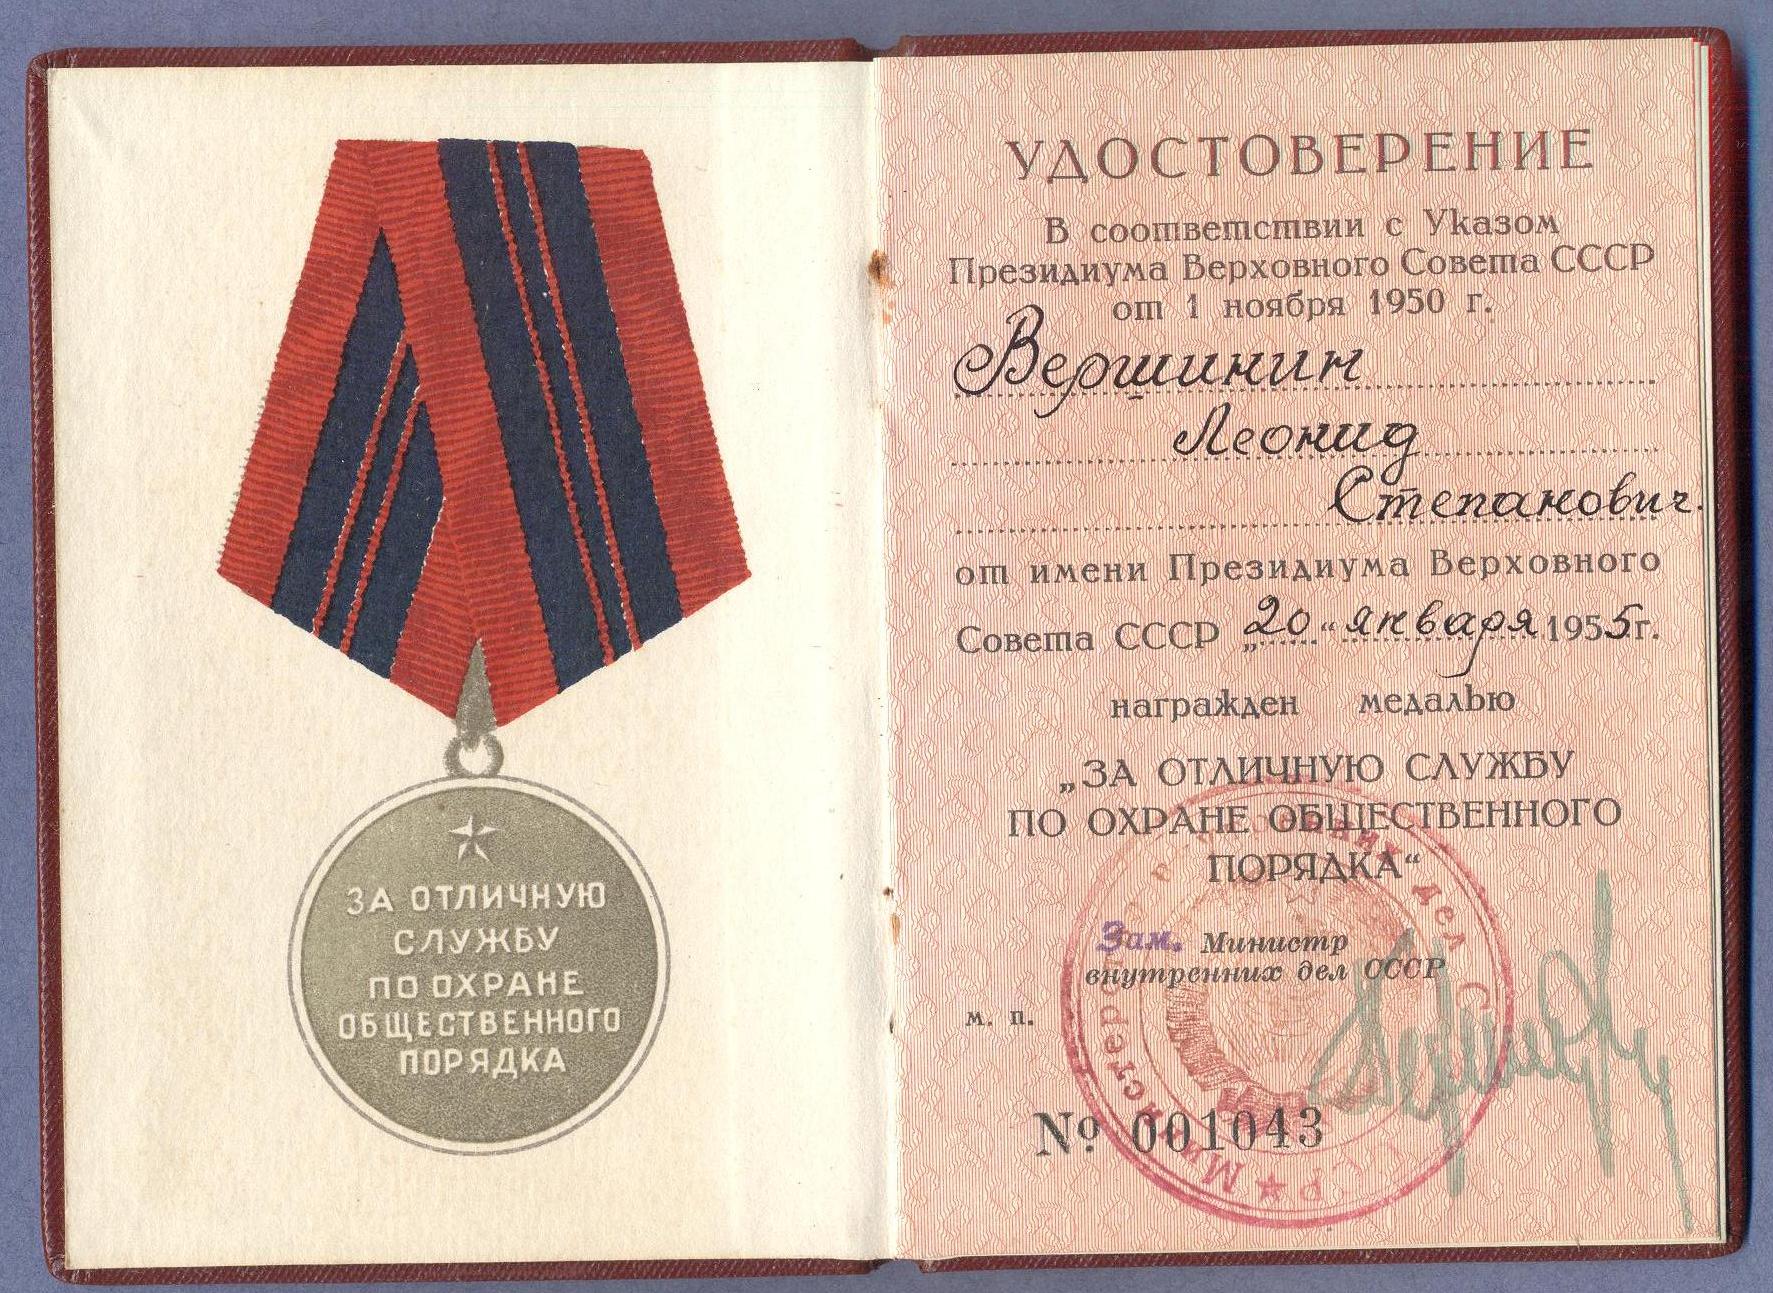 ЗА ОТЛИЧНУЮ
СЛУЖБУ
ПО ОХРАНЕ
ОБЩЕСТВЕННОГО
ПОРЯДКА
УДОСТОВЕРЕНИЕ
В соответствии с Указом
Президиума Верховного Совета СССР
от 1 ноября 1950 г.
Вершинин
Леонид
Степанович.
от имени Президиума Верховного
Совета СССР „20“ января 1955г.
награжден медалью
„ЗА ОТЛИЧНУЮ СЛУЖБУ
ПО ОХРАНЕ ОБЩЕСТВЕННОГО
ПОРЯДКА“
Зам. Министр
внутренних дел СССР
м. п.
№ 001043